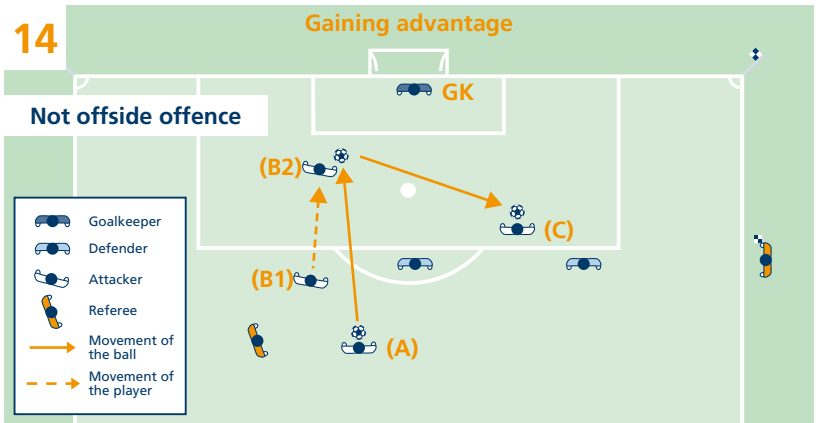 14
Gaining advantage
GK
Not offside offence
(B2)
(C)
(B1)
(A)
Goalkeeper
Defender
Attacker
Referee
Movement of
the ball
Movement of
the player